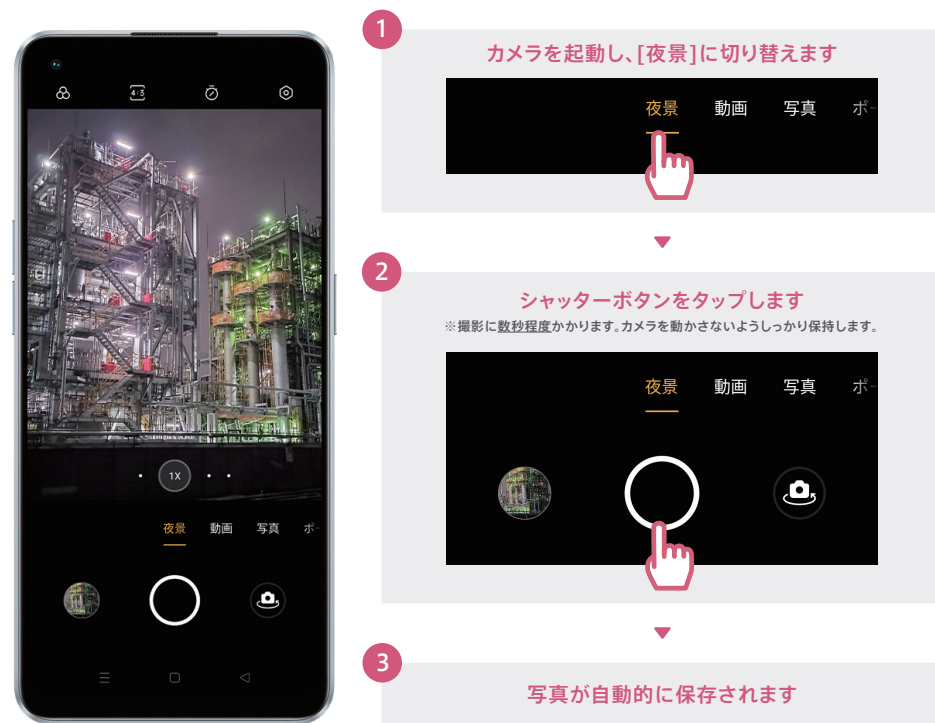 4:3
1X
夜景 動画 写真 ポ
1
カメラを起動し、[夜景]に切り替えます
夜景 動画 写真 ポ
2
シャッターボタンをタップします
※撮影に数秒程度かかります。カメラを動かさないようしっかり保持します。
夜景 動画 写真 ポ
3
写真が自動的に保存されます